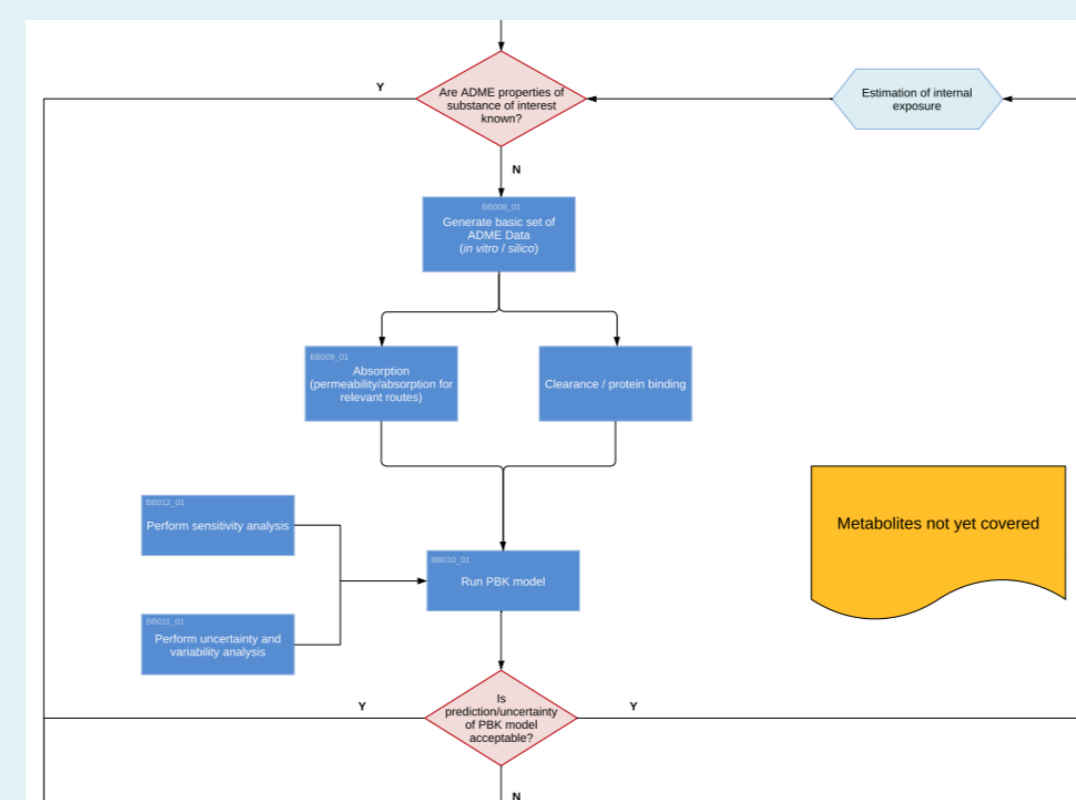 Y
Are ADME properties of
substance of interest
known?
Estimation of internal
exposure
N
BB008_01
Generate basic set of
ADME Data
(in vitro / silico)
BB009_01
Absorption
(permeability/absorption for
relevant routes)
Clearance / protein binding
Metabolites not yet covered
BB012_01
Perform sensitivity analysis
BB010_01
Run PBK model
BB011_01
Perform uncertainty and
variability analysis
Y
Is
prediction/uncertainty
of PBK model
acceptable?
Y
N